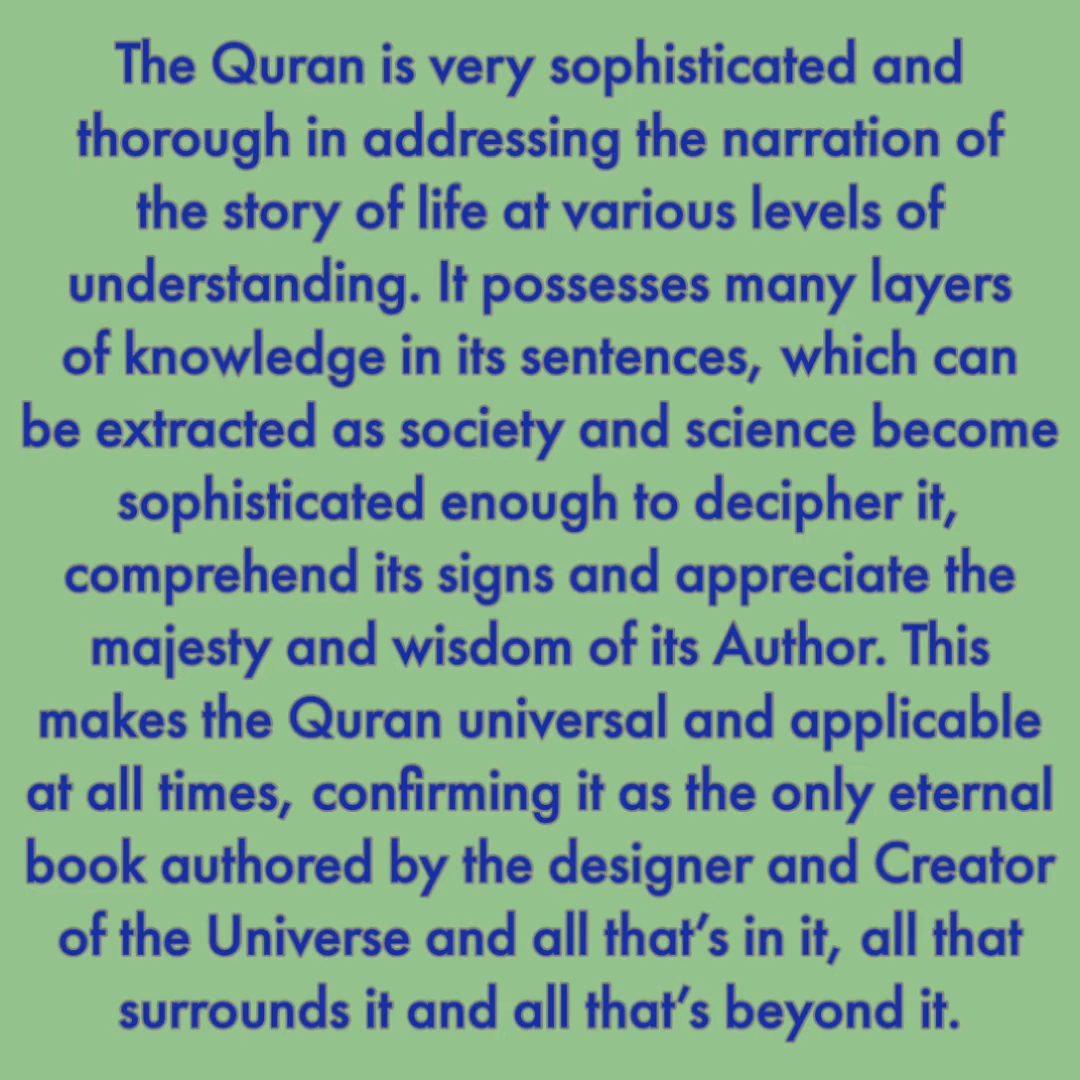 The Quran is very sophisticated and
thorough in addressing the narration of
the story of life at various levels of
understanding. It possesses many layers
of knowledge in its sentences, which can
be extracted as society and science become
sophisticated enough to decipher it,
comprehend its signs and appreciate the
majesty and wisdom of its Author. This
makes the Quran universal and applicable
at all times, confirming it as the only eternal
book authored by the designer and Creator
of the Universe and all that’s in it, all that
surrounds it and all that’s beyond it.